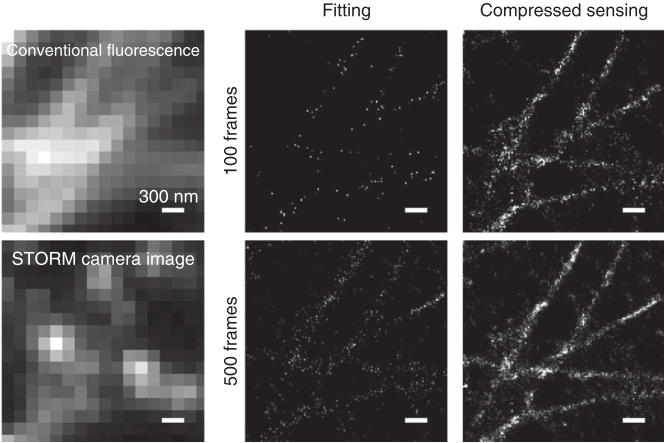 Fitting
Compressed sensing
Conventional fluorescence
300 nm
100 frames
STORM camera image
500 frames